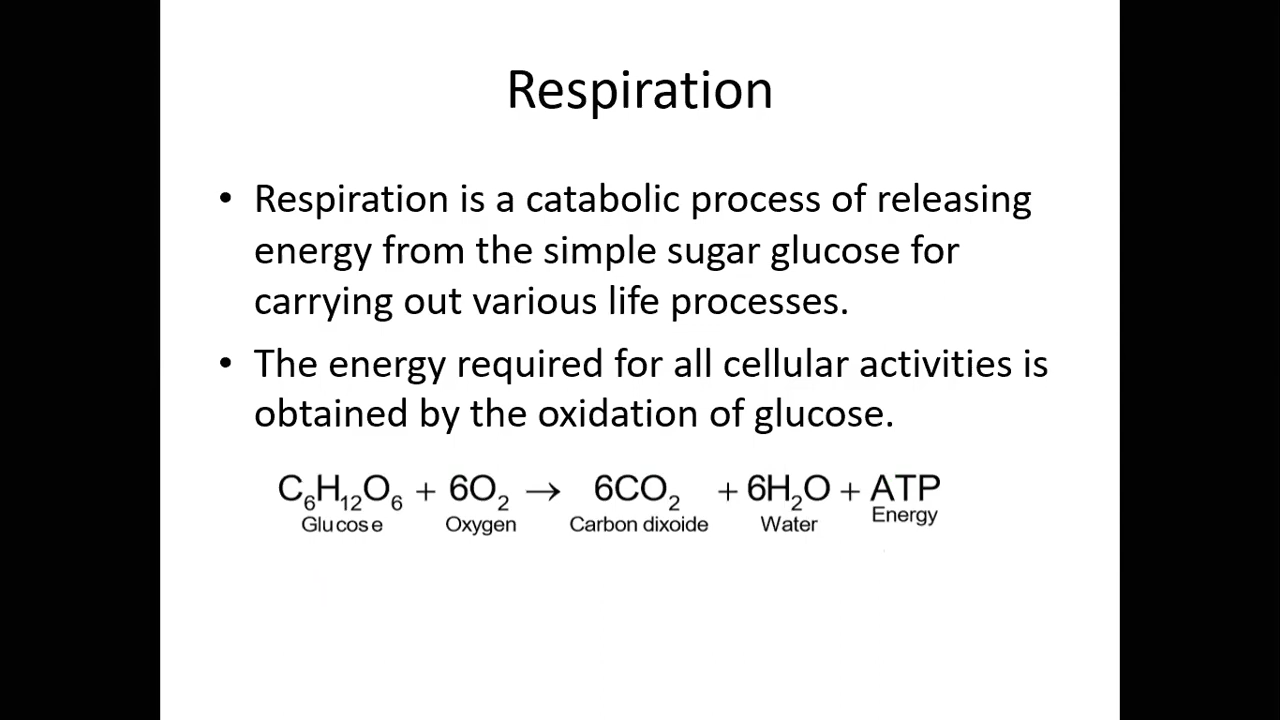 Respiration
• Respiration is a catabolic process of releasing
energy from the simple sugar glucose for
carrying out various life processes.
• The energy required for all cellular activities is
obtained by the oxidation of glucose.
C₆H₁₂O₆ + 6O₂ → 6CO₂ + 6H₂O + ATP
Glucose Oxygen Carbon dixoide Water Energy